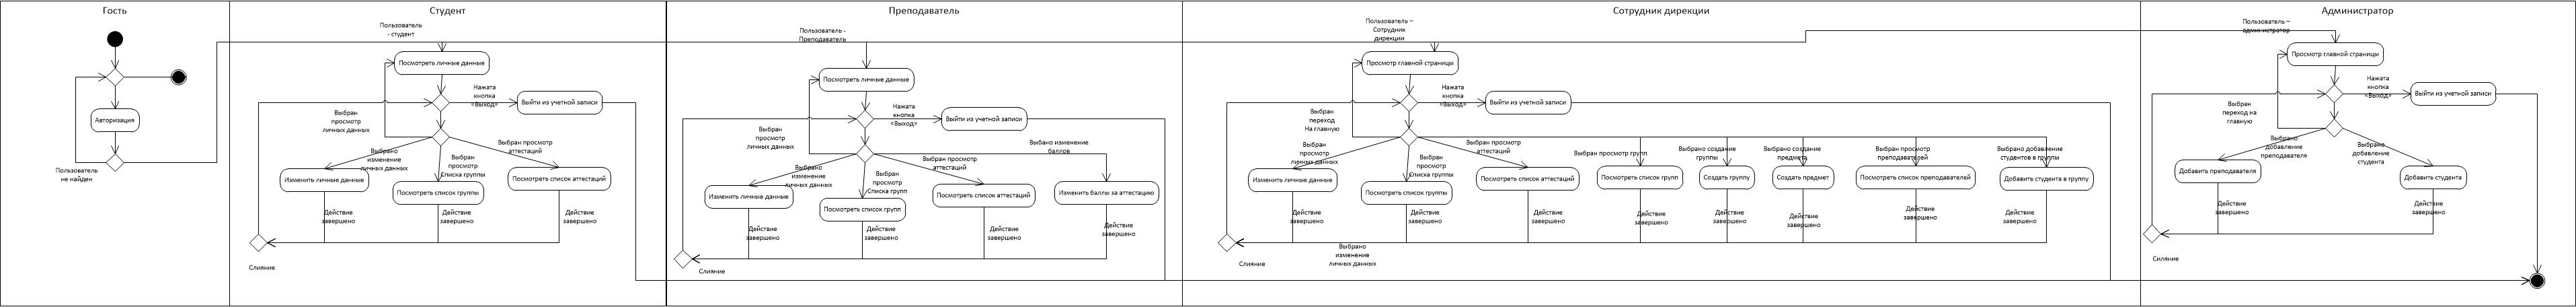 Гость
Авторизация
Пользователь
не найден
Студент
Пользователь
- студент
Посмотреть личные данные
Нажата
кнопка
«Выход»
Выйти из учетной записи
Выбран
просмотр
личных данных
Выбрано
изменение
личных данных
Выбран
просмотр
Списка группы
Выбран просмотр
аттестаций
Изменить личные данные
Посмотреть список группы
Посмотреть список аттестаций
Действие
завершено
Действие
завершено
Действие
завершено
Слияние
Преподаватель
Пользователь -
Преподаватель
Посмотреть личные данные
Нажата
кнопка
«Выход»
Выйти из учетной записи
Выбран
просмотр
личных данных
Выбрано
изменение
личных данных
Выбран
просмотр
Списка групп
Выбран просмотр
аттестаций
Выбано изменение
баллов
Изменить личные данные
Посмотреть список групп
Посмотреть список аттестаций
Изменить баллы за аттестацию
Действие
завершено
Действие
завершено
Действие
завершено
Действие
завершено
Слияние
Сотрудник дирекции
Пользователь –
Сотрудник
дирекции
Просмотр главной страницы
Нажата
кнопка
«Выход»
Выйти из учетной записи
Выбран
переход
На главную
Выбран
просмотр
личных данных
Выбран
просмотр
Списка группы
Выбран просмотр
аттестаций
Выбран просмотр групп
Выбрано создание
группы
Выбрано создание
предмета
Выбран просмотр
преподавателей
Выбрано добавление
студентов в группы
Изменить личные данные
Посмотреть список группы
Посмотреть список аттестаций
Посмотреть список групп
Создать группу
Создать предмет
Посмотреть список преподавателей
Добавить студента в группу
Действие
завершено
Действие
завершено
Действие
завершено
Действие
завершено
Действие
завершено
Действие
завершено
Действие
завершено
Действие
завершено
Слияние
Выбрано
изменение
личных данных
Администратор
Пользователь –
администратор
Просмотр главной страницы
Нажата
кнопка
«Выход»
Выйти из учетной записи
Выбран
переход на
главную
Выбрано
добавление
преподавателя
Выбрано
добавление
студента
Добавить преподавателя
Добавить студента
Действие
завершено
Действие
завершено
Силяние